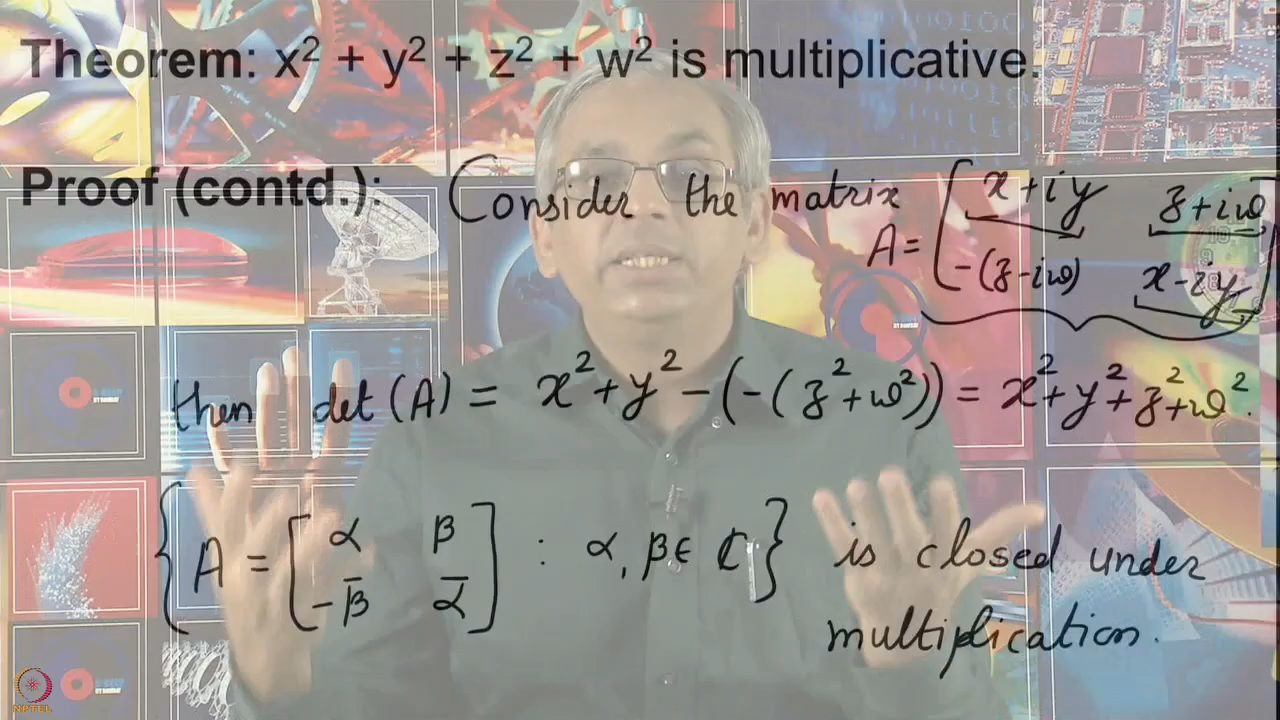 Theorem: x² + y² + z² + w² is multiplicative.
Proof (contd.): Consider the matrix
A = [ x+iy z+iw
-(z-iw) x-iy ]
then det (A) = x² + y² - (-(z² + w²)) = x² + y² + z² + w².
{ A = [ α β
-β̅ α̅ ] : α, β ∈ ℂ } is closed under
multiplication.
NPTEL